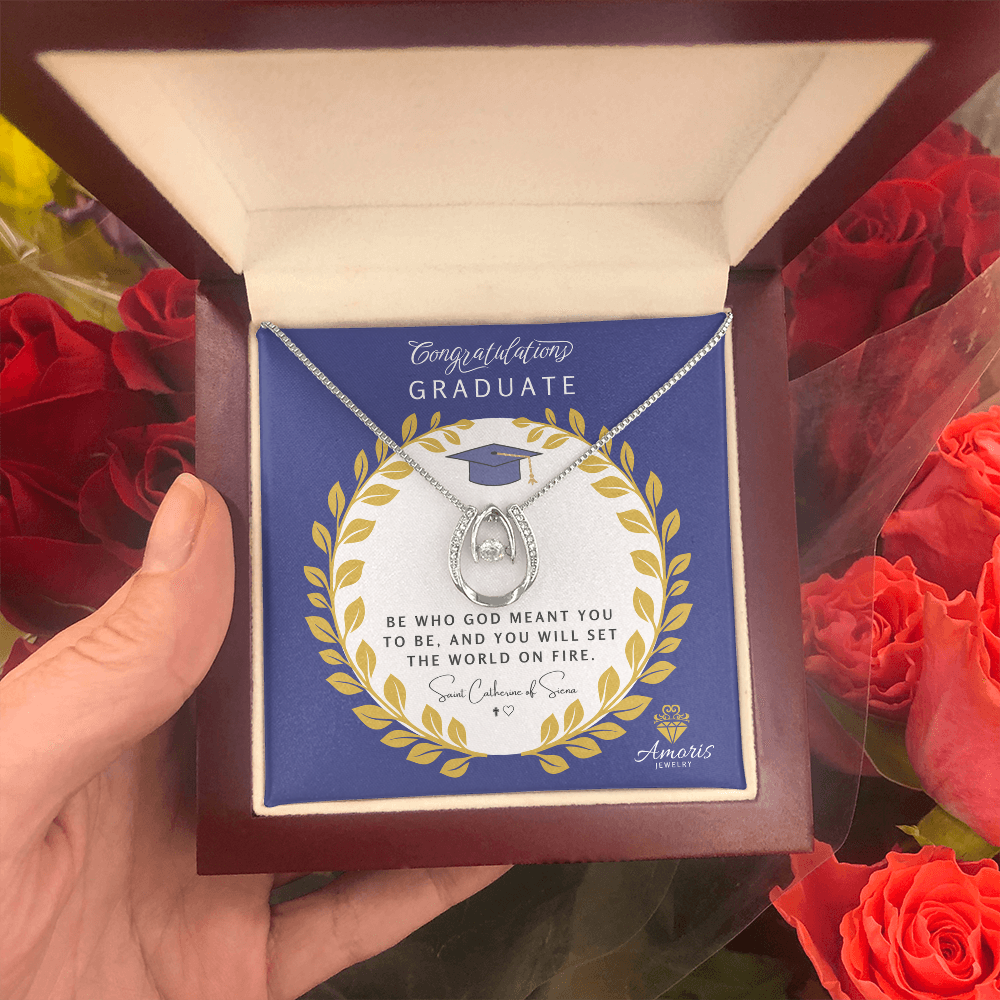 Congratulations
GRADUATE
BE WHO GOD MEANT YOU
TO BE, AND YOU WILL SET
THE WORLD ON FIRE.
Saint Catherine of Siena
Amoris
JEWELRY